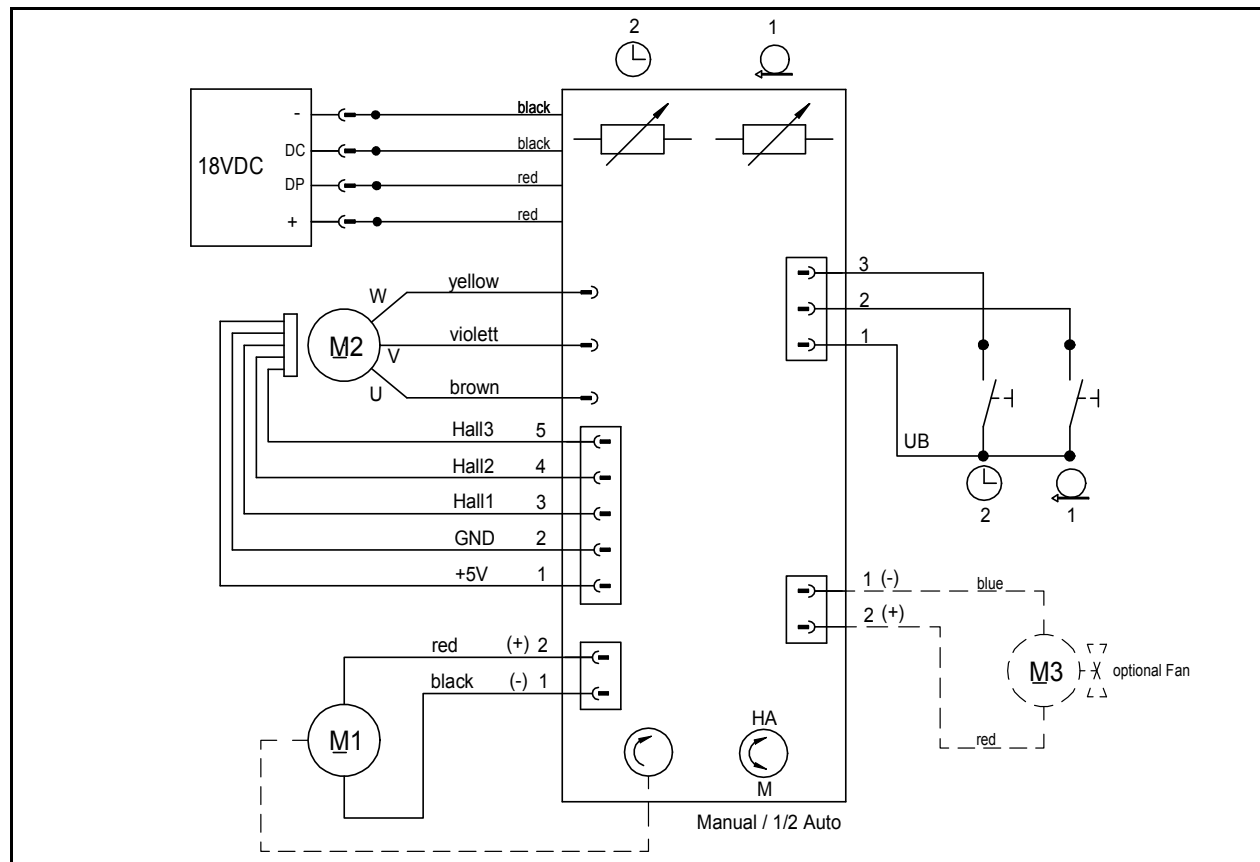 2 1
18VDC
- black
DC black
DP red
+ red
W yellow
M2 V violett
U brown
Hall3 5
Hall2 4
Hall1 3
GND 2
+5V 1
3
2
1
UB
2 1
1 (-) blue
2 (+)
M3 optional Fan
red
red (+) 2
black (-) 1
M1
HA
M
Manual / 1/2 Auto